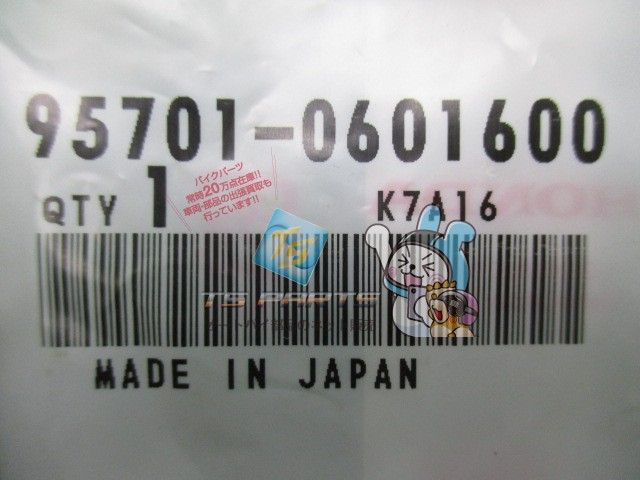 95701-0601600
バイクパーツ
常時20万点在庫!!
車両・部品の出張買取も
行っています!!
QTY 1 K7A16
TS
TS PARTS
MADE IN JAPAN